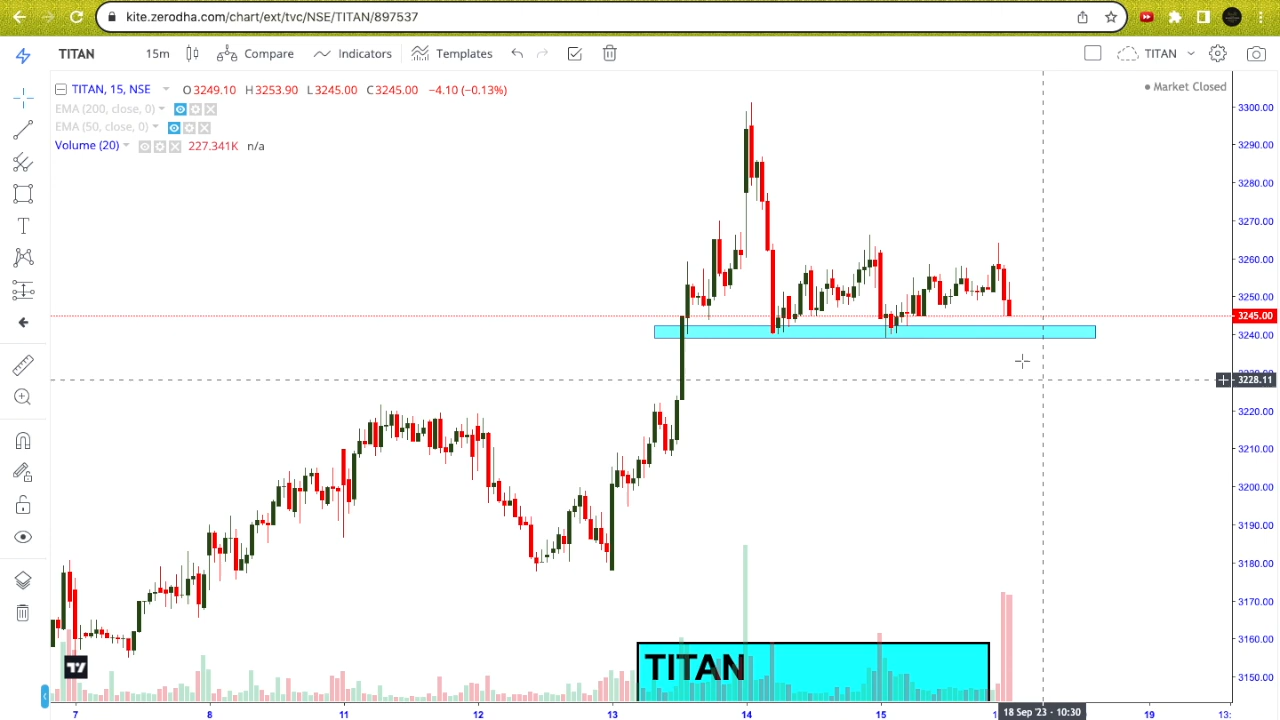 kite.zerodha.com/chart/ext/tvc/NSE/TITAN/897537
TITAN 15m Compare Indicators Templates TITAN
TITAN, 15, NSE O3249.10 H3253.90 L3245.00 C3245.00 −4.10 (−0.13%)
Market Closed
EMA (200, close, 0)
EMA (50, close, 0)
Volume (20) 227.341K n/a
3300.00
3290.00
3280.00
3270.00
3260.00
3250.00
3245.00
3240.00
3228.11
3220.00
3210.00
3200.00
3190.00
3180.00
3170.00
3160.00
3150.00
TITAN
7 8 11 12 13 14 15 18 Sep '23 - 10:30 19 13: